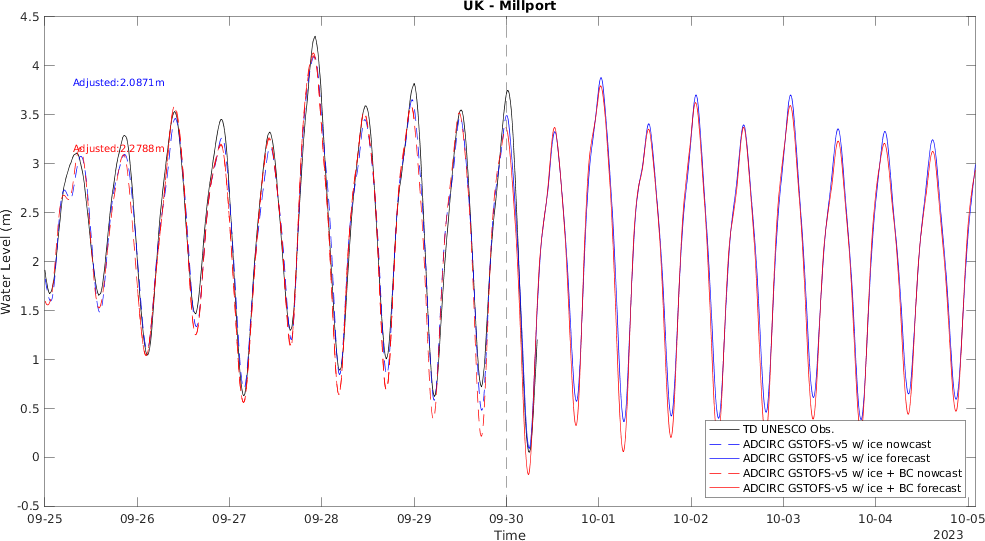 UK - Millport
4.5
4
3.5
3
2.5
2
1.5
1
0.5
0
-0.5
Water Level (m)
Adjusted:2.0871m
Adjusted:2.2788m
TD UNESCO Obs.
ADCIRC GSTOFS-v5 w/ ice nowcast
ADCIRC GSTOFS-v5 w/ ice forecast
ADCIRC GSTOFS-v5 w/ ice + BC nowcast
ADCIRC GSTOFS-v5 w/ ice + BC forecast
09-25 09-26 09-27 09-28 09-29 09-30 10-01 10-02 10-03 10-04 10-05
Time
2023